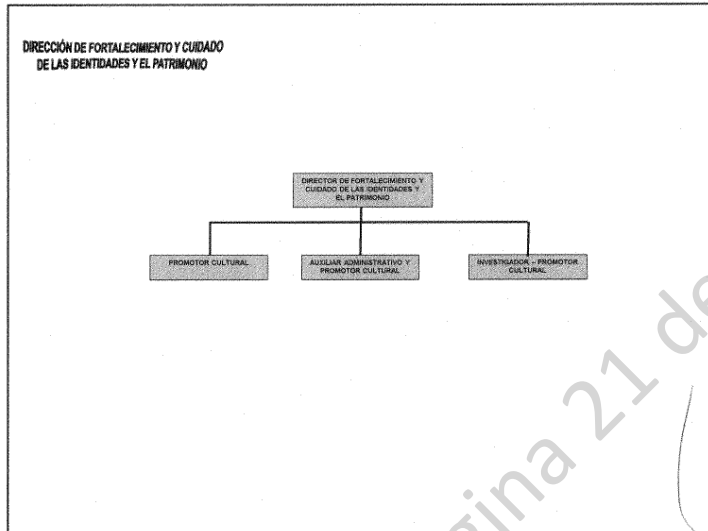 DIRECCIÓN DE FORTALECIMIENTO Y CUIDADO
DE LAS IDENTIDADES Y EL PATRIMONIO
DIRECTOR DE FORTALECIMIENTO Y
CUIDADO DE LAS IDENTIDADES Y
EL PATRIMONIO
PROMOTOR CULTURAL
AUXILIAR ADMINISTRATIVO Y
PROMOTOR CULTURAL
INVESTIGADOR – PROMOTOR
CULTURAL
gina 21 de